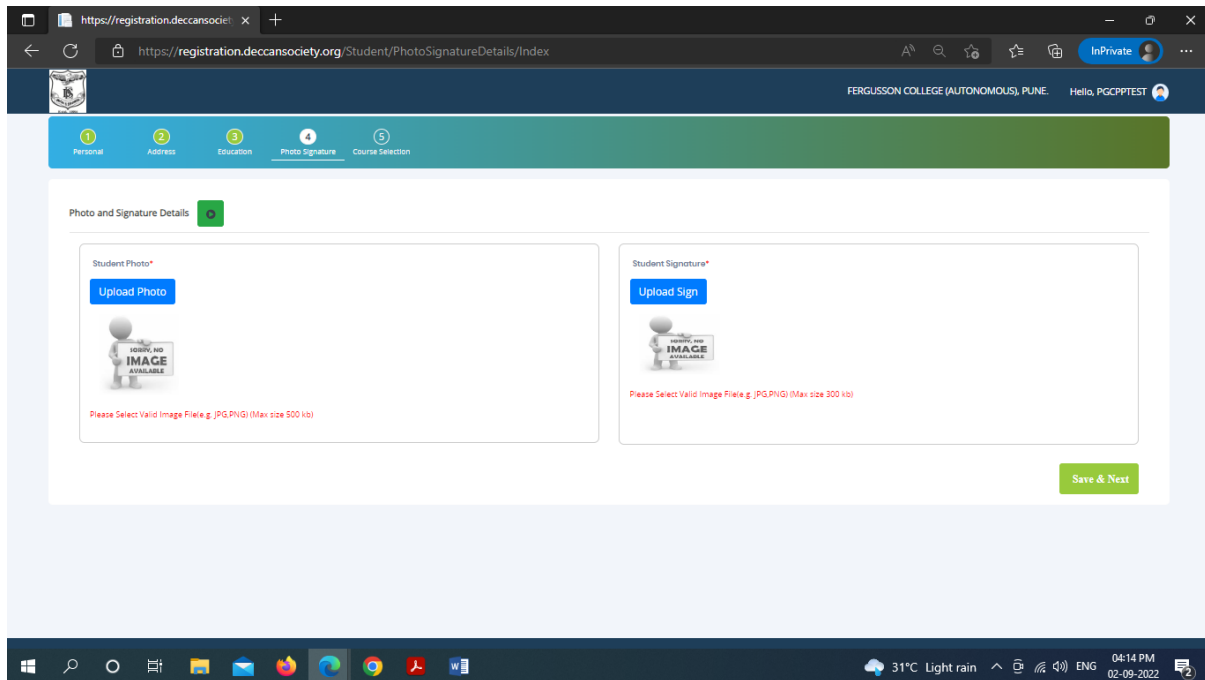 https://registration.deccansociet
https://registration.deccansociety.org/Student/PhotoSignatureDetails/Index
InPrivate
FERGUSSON COLLEGE (AUTONOMOUS), PUNE. Hello, PGCPPTEST
1 2 3 4 5
Personal Address Education Photo Signature Course Selection
Photo and Signature Details
Student Photo*
Upload Photo
SORRY, NO
IMAGE
AVAILABLE
Please Select Valid Image File(e.g. JPG,PNG) (Max size 500 kb)
Student Signature*
Upload Sign
SORRY, NO
IMAGE
AVAILABLE
Please Select Valid Image File(e.g. JPG,PNG) (Max size 300 kb)
Save & Next
31°C Light rain ENG 04:14 PM
02-09-2022
2